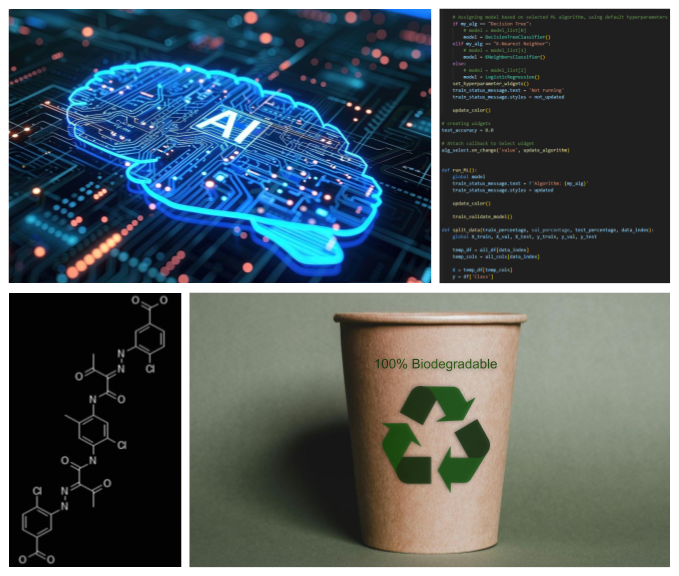 AI
# Assigning model based on selected ML algorithm, using default hyperparameters
if my_alg == "Decision Tree":
# model = model_list[0]
model = DecisionTreeClassifier()
elif my_alg == "K-Nearest Neighbor":
# model = model_list[1]
model = KNeighborsClassifier()
else:
# model = model_list[2]
model = LogisticRegression()
set_hyperparameter_widgets()
train_status_message.text = 'Not running'
train_status_message.styles = not_updated
update_color()
# creating widgets
test_accuracy = 0.0
# Attach callback to Select widget
alg_select.on_change('value', update_algorithm)
def run_ML():
global model
train_status_message.text = f'Algorithm: {my_alg}'
train_status_message.styles = updated
update_color()
train_validate_model()
def split_data(train_percentage, val_percentage, test_percentage, data_index):
global X_train, X_val, X_test, y_train, y_val, y_test
temp_df = all_df[data_index]
temp_cols = all_cols[data_index]
X = temp_df[temp_cols]
y = df['Class']
O
O
Cl
N
N
O
O
N
Cl
O
N
Cl
N
N
O
O
O
100% Biodegradable